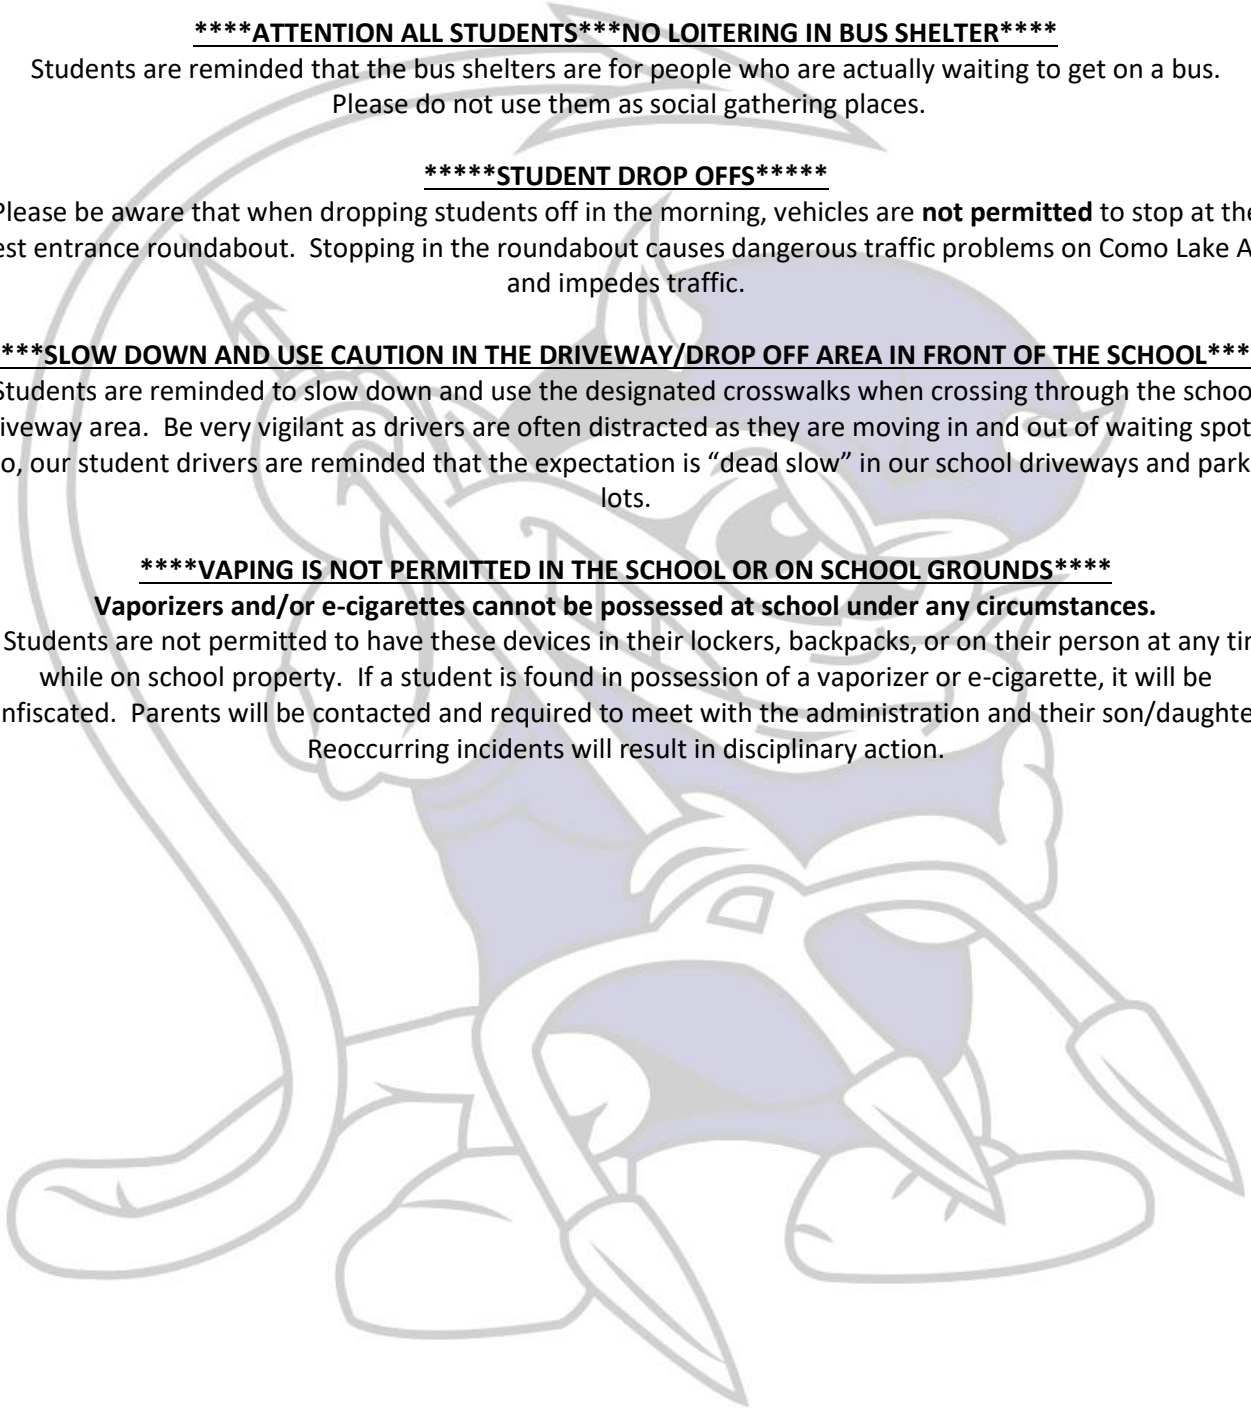 ****ATTENTION ALL STUDENTS***NO LOITERING IN BUS SHELTER****
Students are reminded that the bus shelters are for people who are actually waiting to get on a bus.
Please do not use them as social gathering places.
*****STUDENT DROP OFFS*****
Please be aware that when dropping students off in the morning, vehicles are not permitted to stop at the
est entrance roundabout. Stopping in the roundabout causes dangerous traffic problems on Como Lake A
and impedes traffic.
***SLOW DOWN AND USE CAUTION IN THE DRIVEWAY/DROP OFF AREA IN FRONT OF THE SCHOOL***
Students are reminded to slow down and use the designated crosswalks when crossing through the schoo
iveway area. Be very vigilant as drivers are often distracted as they are moving in and out of waiting spot
o, our student drivers are reminded that the expectation is “dead slow” in our school driveways and park
lots.
****VAPING IS NOT PERMITTED IN THE SCHOOL OR ON SCHOOL GROUNDS****
Vaporizers and/or e-cigarettes cannot be possessed at school under any circumstances.
Students are not permitted to have these devices in their lockers, backpacks, or on their person at any tim
while on school property. If a student is found in possession of a vaporizer or e-cigarette, it will be
nfiscated. Parents will be contacted and required to meet with the administration and their son/daughte
Reoccurring incidents will result in disciplinary action.